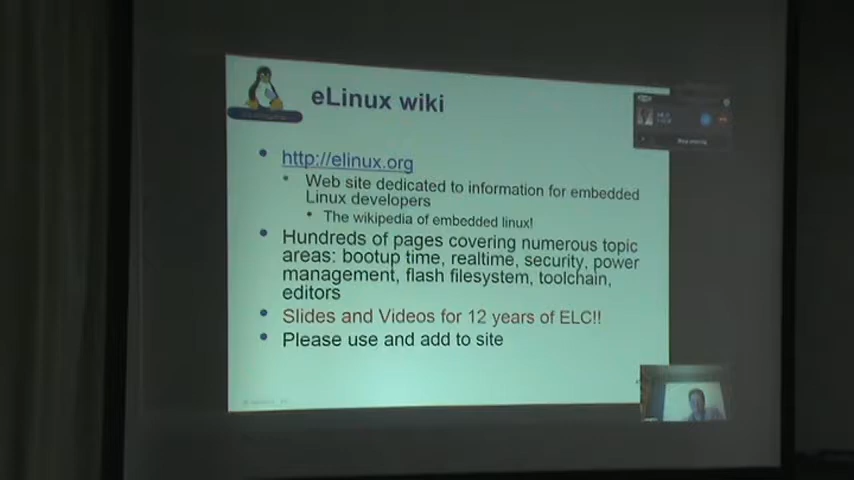 eLinux wiki
http://elinux.org
Web site dedicated to information for embedded
Linux developers
The wikipedia of embedded linux!
Hundreds of pages covering numerous topic
areas: bootup time, realtime, security, power
management, flash filesystem, toolchain,
editors
Slides and Videos for 12 years of ELC!!
Please use and add to site